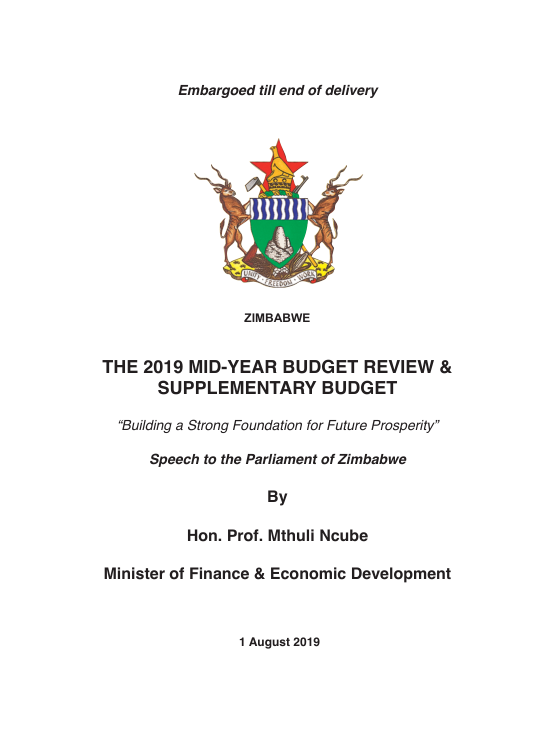 Embargoed till end of delivery
UNITY FREEDOM WORK
ZIMBABWE
THE 2019 MID-YEAR BUDGET REVIEW &
SUPPLEMENTARY BUDGET
“Building a Strong Foundation for Future Prosperity”
Speech to the Parliament of Zimbabwe
By
Hon. Prof. Mthuli Ncube
Minister of Finance & Economic Development
1 August 2019